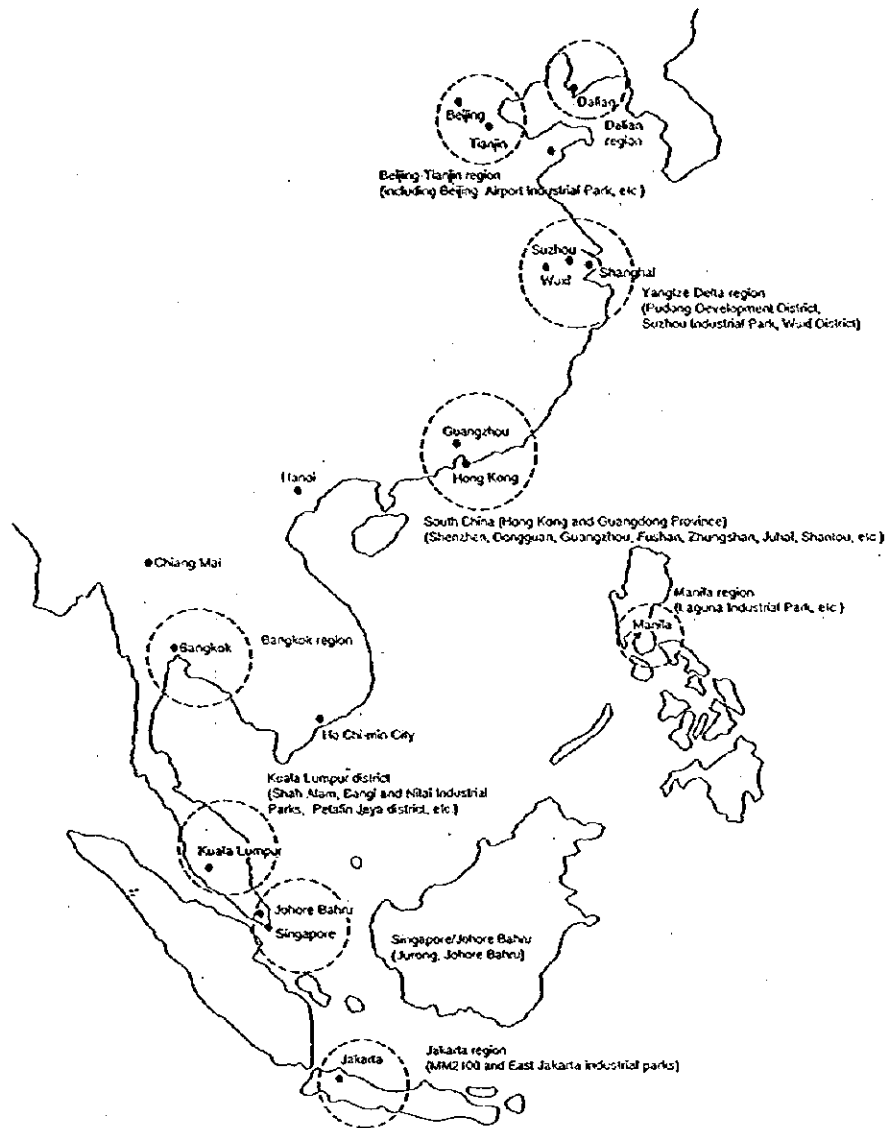 Beijing
Tianjin
Dalian
Dalian
region
Beijing-Tianjin region
(including Beijing Airport Industrial Park, etc.)
Suzhou
Wuxi
Shanghai
Yangtze Delta region
(Pudong Development District,
Suzhou Industrial Park, Wuxi District)
Guangzhou
Hong Kong
Hanoi
South China (Hong Kong and Guangdong Province)
(Shenzhen, Dongguan, Guangzhou, Fushan, Zhungshan, Juhai, Shantou, etc.)
Chiang Mai
Manila region
(Laguna Industrial Park, etc.)
Manila
Bangkok
Bangkok region
Ho Chi-min City
Kuala Lumpur district
(Shah Alam, Bangi and Nilai Industrial
Parks, Petalin Jaya district, etc.)
Kuala Lumpur
Johore Bahru
Singapore
Singapore/Johore Bahru
(Jurong, Johore Bahru)
Jakarta
Jakarta region
(MM2100 and East Jakarta industrial parks)